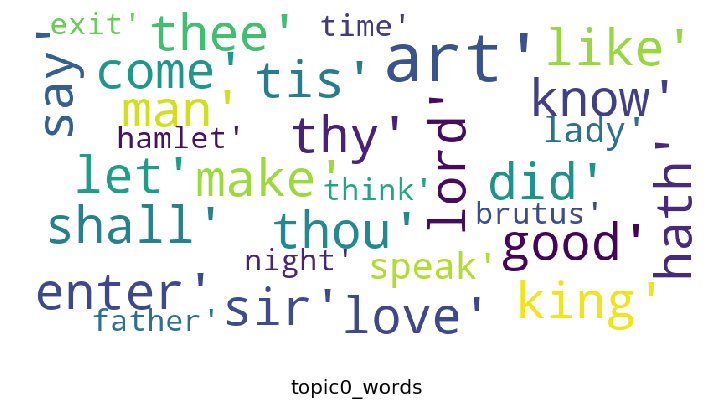 exit'
thee'
time'
say'
come'
tis'
art'
like'
man'
know'
hamlet'
thy'
lord'
lady'
let'
make'
think'
did'
hath'
shall'
thou'
brutus'
good'
night'
speak'
enter'
sir'
love'
king'
father'
topic0_words